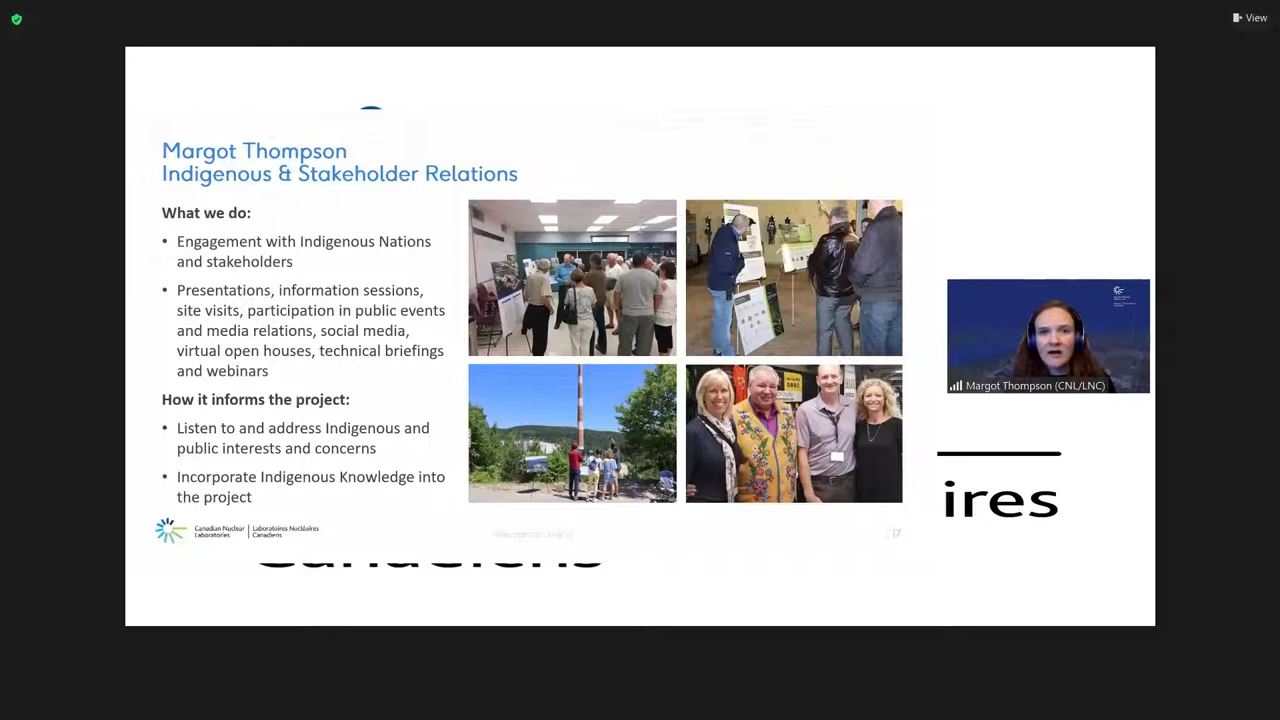 View
Margot Thompson
Indigenous & Stakeholder Relations
What we do:
• Engagement with Indigenous Nations
and stakeholders
• Presentations, information sessions,
site visits, participation in public events
and media relations, social media,
virtual open houses, technical briefings
and webinars
How it informs the project:
• Listen to and address Indigenous and
public interests and concerns
• Incorporate Indigenous Knowledge into
the project
Canadian Nuclear
Laboratories
Laboratoires Nucléaires
Canadiens
17
Margot Thompson (CNL/LNC)
ires